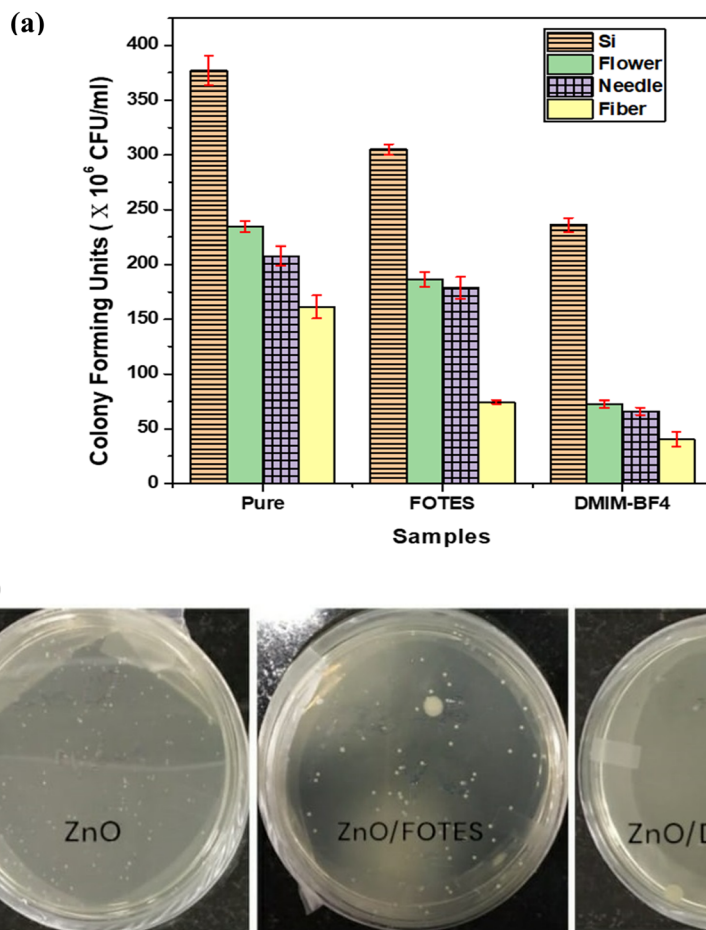 (a)
Colony Forming Units ( X 10⁶ CFU/ml)
400
350
300
250
200
150
100
50
0
Si
Flower
Needle
Fiber
Pure
FOTES
DMIM-BF4
Samples
)
ZnO
ZnO/FOTES
ZnO/D